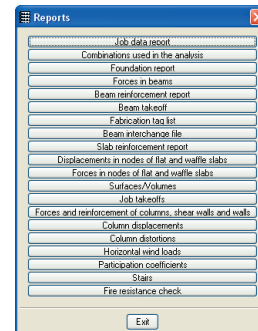 Reports
Job data report
Combinations used in the analysis
Foundation report
Forces in beams
Beam reinforcement report
Beam takeoff
Fabrication tag list
Beam interchange file
Slab reinforcement report
Displacements in nodes of flat and waffle slabs
Forces in nodes of flat and waffle slabs
Surfaces/Volumes
Job takeoffs
Forces and reinforcement of columns, shear walls and walls
Column displacements
Column distortions
Horizontal wind loads
Participation coefficients
Stairs
Fire resistance check
Exit